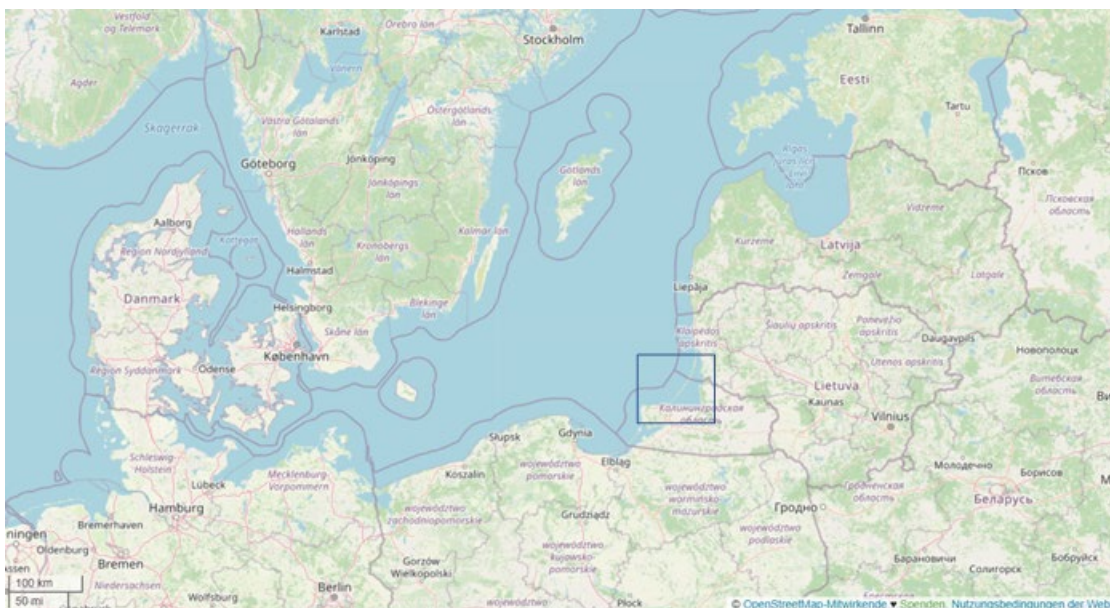 Vestfold
og Telemark
Karlstad
Örebro län
Stockholm
Tallinn
Vänern
Agder
Eesti
Östergötlands
län
Skagerrak
Västra Götalands
län
Tartu
Göteborg
Jönköping
Gotlands
län
Псков
Jönköpings
län
Псковская
область
Vidzeme
Aalborg
Hallands
län
Kronobergs
län
Kalmar län
Kurzeme
Latvija
Region Nordjylland
Kattegat
Halmstad
Zemgale
Latgale
Liepāja
Danmark
Helsingborg
Blekinge
län
Klaipėdos
apskritis
Šiaulių apskritis
Panevėžio
apskritis
Daugavpils
Skåne län
København
Новополоцк
Region Syddanmark
Odense
Utenos apskritis
Lietuva
Витебская
область
Kaunas
Калининградская
область
Vilnius
Ви
Słupsk
Gdynia
Schleswig-
Holstein
Koszalin
województwo
pomorskie
Elbląg
Молодечно
Борисов
Mecklenburg-
Vorpommern
Lübeck
województwo
warmińsko-
mazurskie
Гродненская
область
Беларусь
М
Hamburg
województwo
zachodniopomorskie
Grudziądz
Гродно
Bremerhaven
województwo
podlaskie
ningen
Oldenburg
Bremen
województwo
kujawsko-
pomorskie
Gorzów
Wielkopolski
Барановичи
Бобруйск
Солигорск
ssen
100 km
Niedersachsen
50 mi
Wolfsburg
Berlin
Płock
© OpenStreetMap-Mitwirkende ♥ Spenden. Nutzungsbedingungen der Web